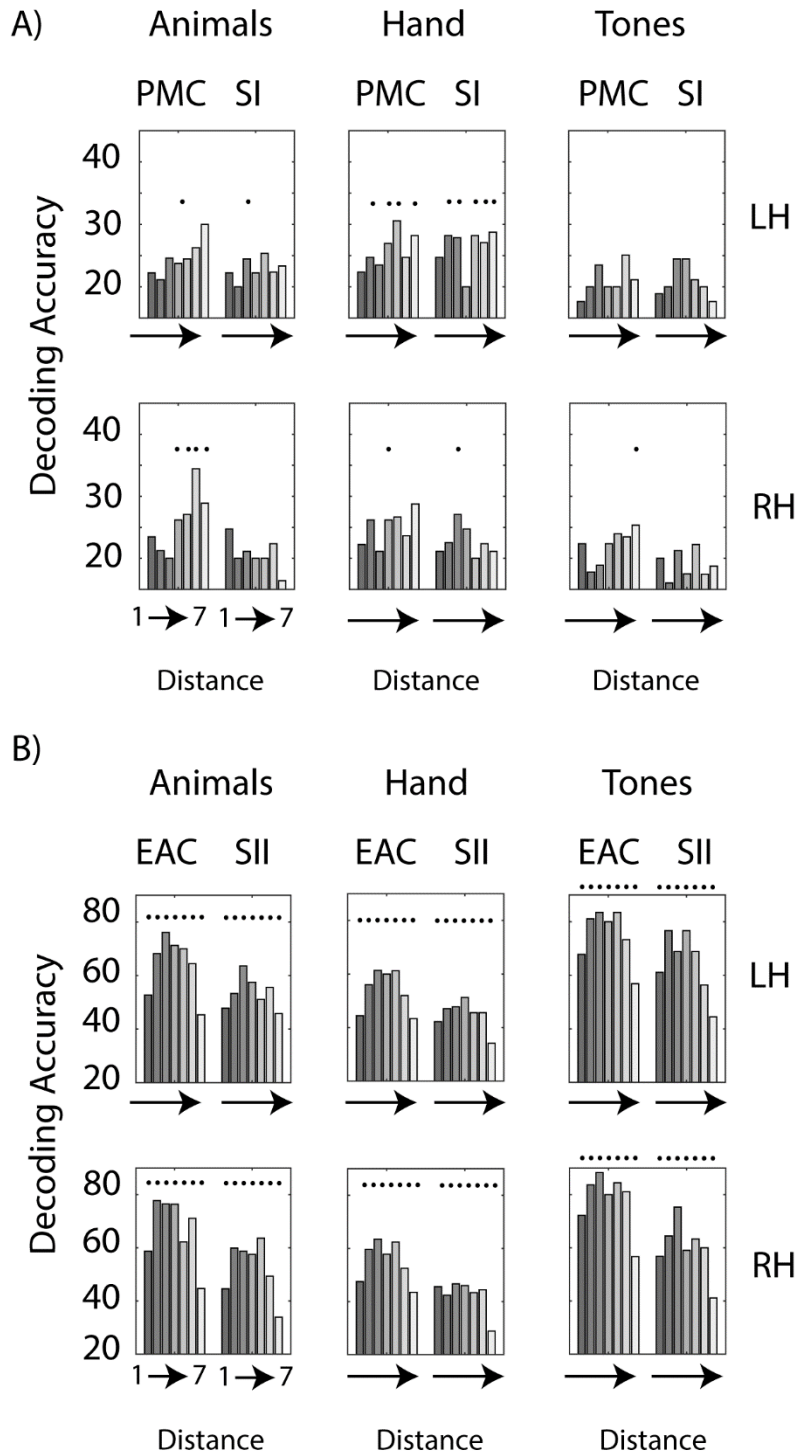 A)
Animals Hand Tones
PMC SI PMC SI PMC SI
Decoding Accuracy
40
30
20
LH
40
30
20
RH
1 7 1 7
Distance Distance Distance
B)
Animals Hand Tones
EAC SII EAC SII EAC SII
Decoding Accuracy
80
60
40
20
LH
80
60
40
20
RH
1 7 1 7
Distance Distance Distance